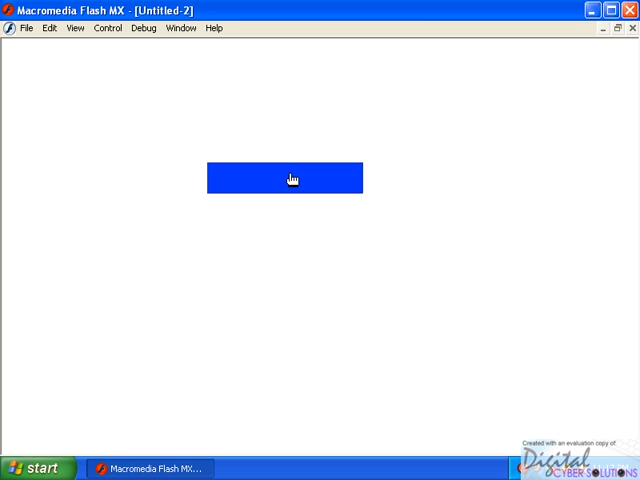 Macromedia Flash MX - [Untitled-2]
File Edit View Control Debug Window Help
Created with an evaluation copy of
Digital
CYBER SOLUTIONS
start
Macromedia Flash MX...